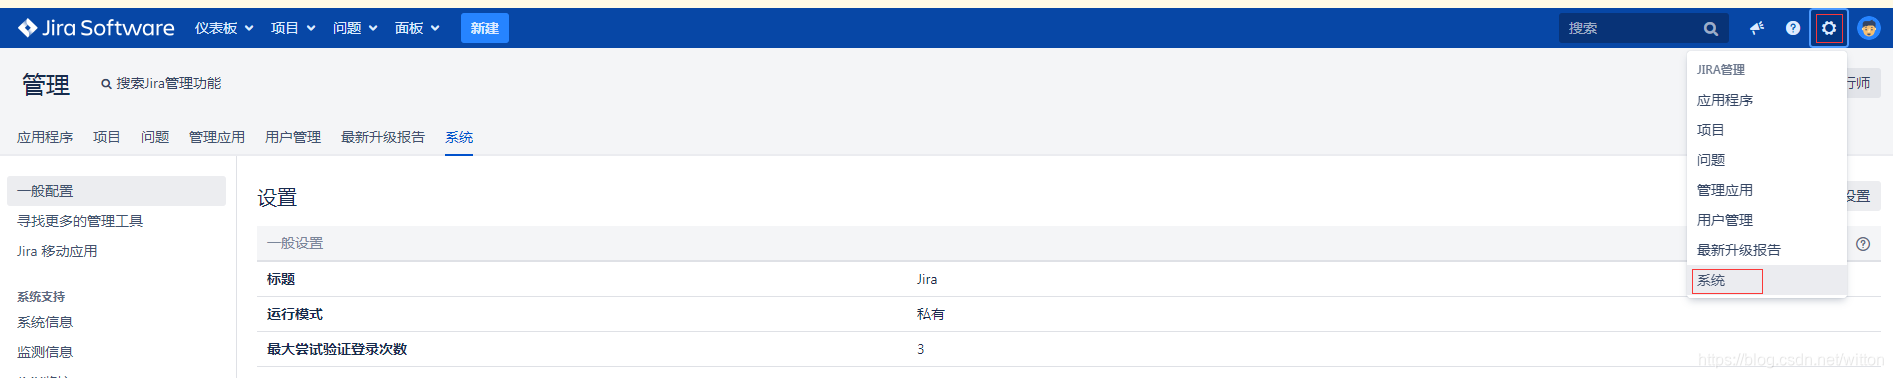 Jira Software 仪表板 项目 问题 面板 新建 搜索
管理 搜索Jira管理功能 行师
JIRA管理
应用程序
项目
问题
管理应用
用户管理
最新升级报告
系统
应用程序 项目 问题 管理应用 用户管理 最新升级报告 系统
一般配置
寻找更多的管理工具
Jira 移动应用
系统支持
系统信息
监测信息
设置 设置
一般设置
标题 Jira
运行模式 私有
最大尝试验证登录次数 3
https://blog.csdn.net/witton